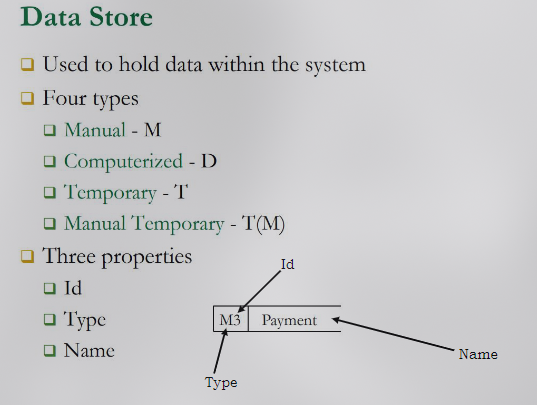 Data Store
Used to hold data within the system
Four types
Manual - M
Computerized - D
Temporary - T
Manual Temporary - T(M)
Three properties
Id
Id
Type
M3 Payment
Name
Name
Type